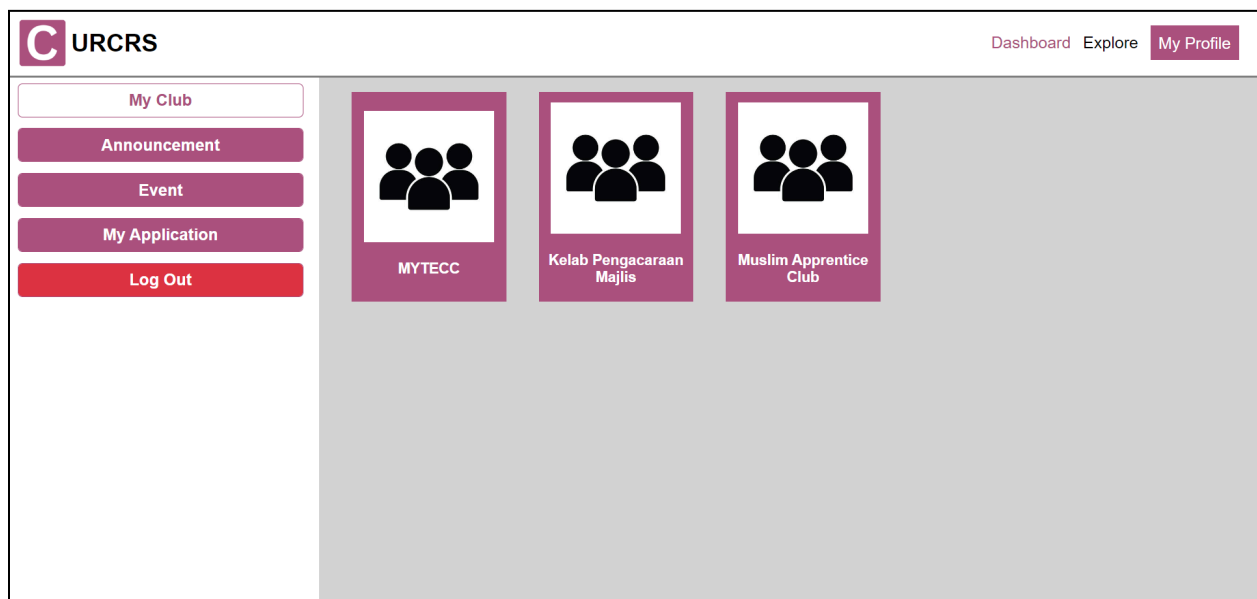 C URCRS
Dashboard Explore My Profile
My Club
Announcement
Event
My Application
Log Out
MYTECC
Kelab Pengacaraan
Majlis
Muslim Apprentice
Club